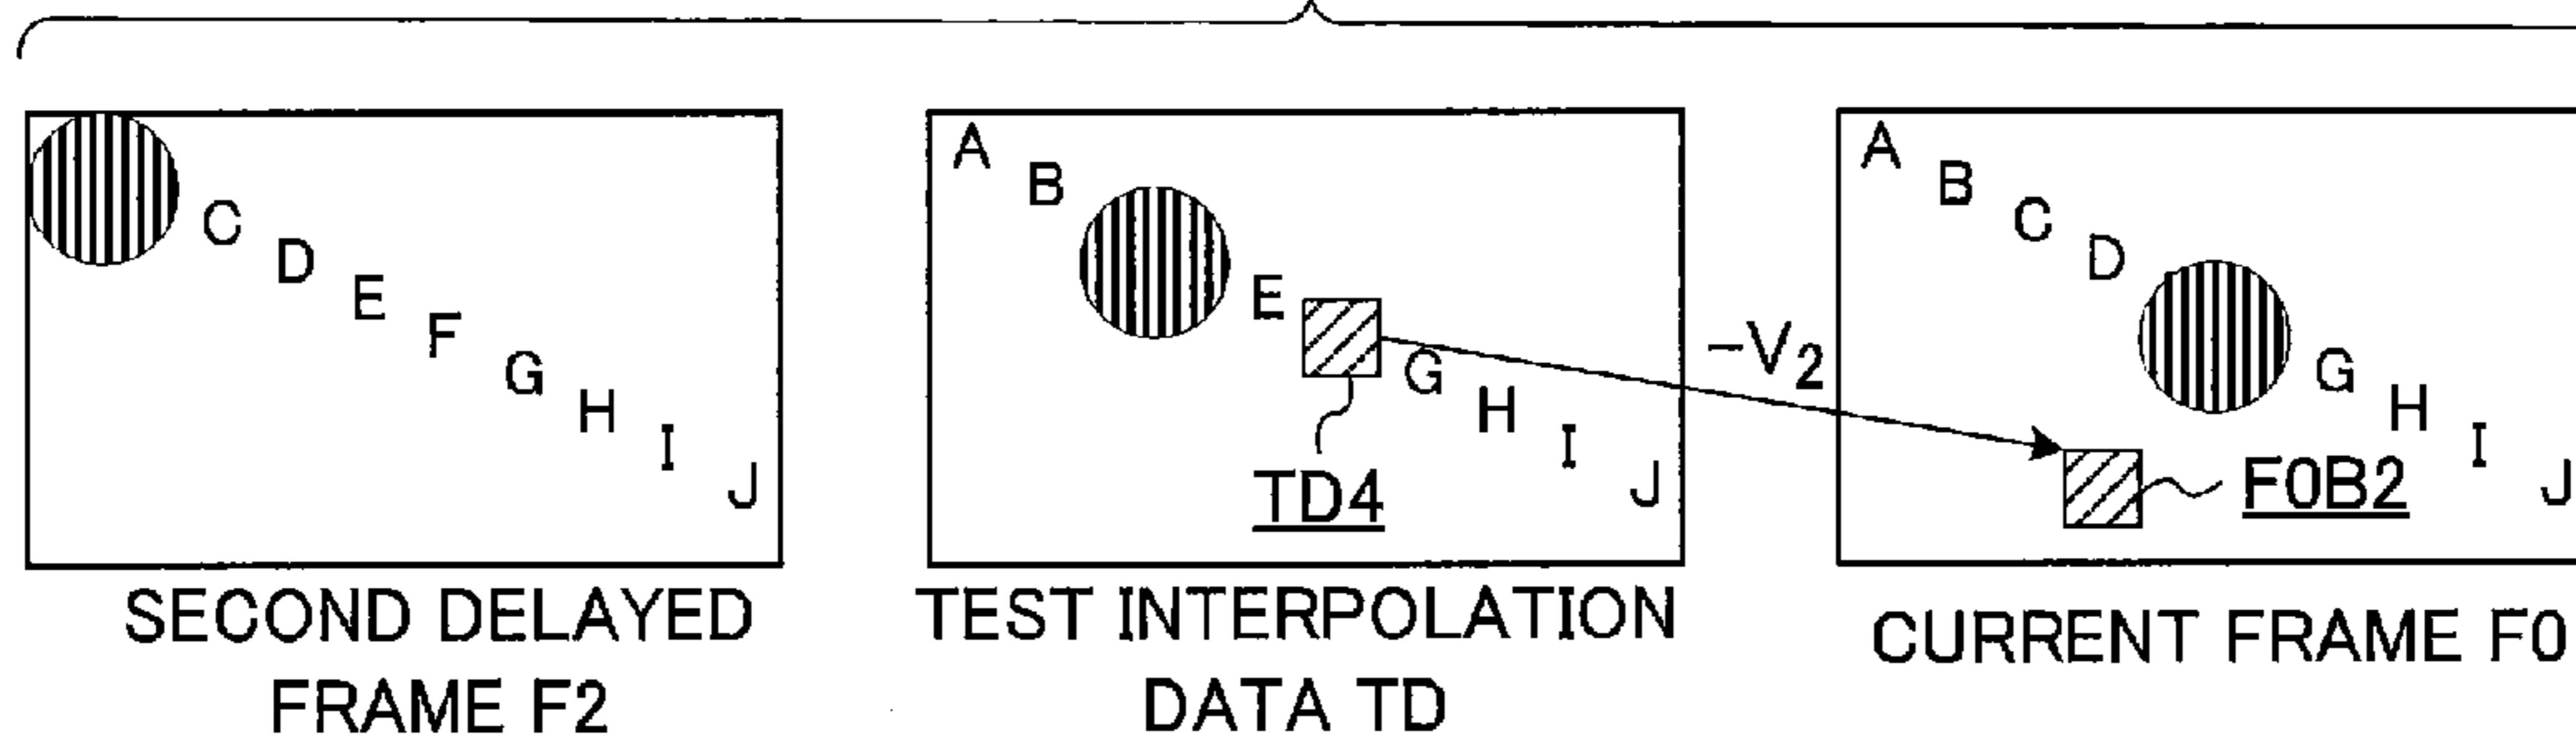 C D E F G H I J
A B E G H I J
TD4
-V2
A B C D G H I J
F0B2
SECOND DELAYED
FRAME F2
TEST INTERPOLATION
DATA TD
CURRENT FRAME F0